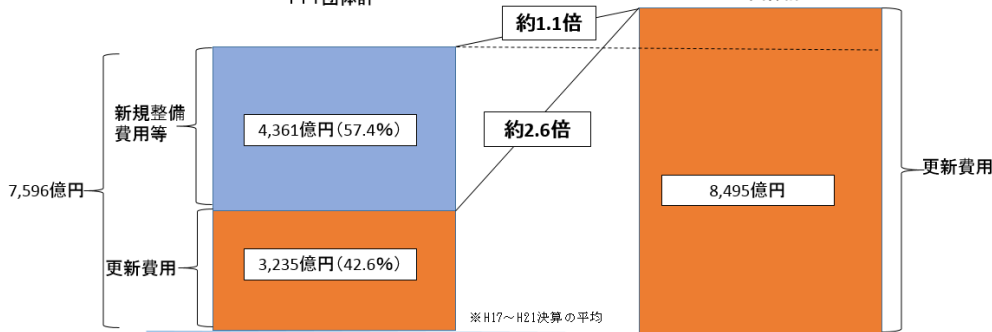 約1.1倍
新規整備
費用等
4,361億円(57.4%)
約2.6倍
7,596億円
8,495億円
更新費用
更新費用
3,235億円(42.6%)
※H17～H21決算の平均